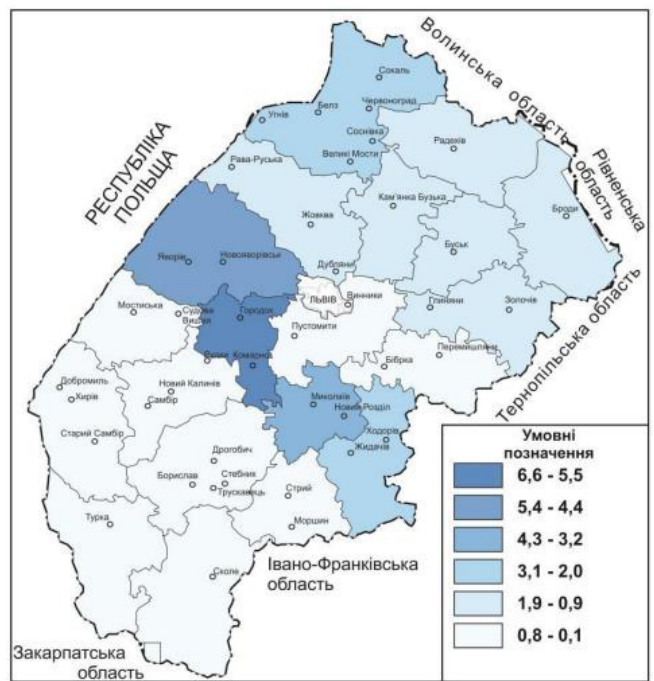 Волинська область
Рівненська
область
РЕСПУБЛІКА
ПОЛЬЩА
Сокаль
Белз
Червоноград
Угнів
Соснівка
Великі Мости
Радехів
Рава-Руська
Кам'янка Бузька
Броди
Жовква
Буськ
Яворів
Новояворівськ
Дубляни
ЛЬВІВ
Винники
Глиняни
Золочів
Мостиська
Судова
Вишня
Городок
Пустомити
Тернопільська область
Перемишляни
Бібрка
Рудки
Комарно
Добромиль
Хирів
Новий Калинів
Самбір
Миколаїв
Новий Розділ
Ходорів
Старий Самбір
Жидачів
Дрогобич
Борислав
Стебник
Трускавець
Стрий
Турка
Моршин
Сколе
Івано-Франківська
область
Закарпатська
область
Умовні
позначення
6,6 - 5,5
5,4 - 4,4
4,3 - 3,2
3,1 - 2,0
1,9 - 0,9
0,8 - 0,1